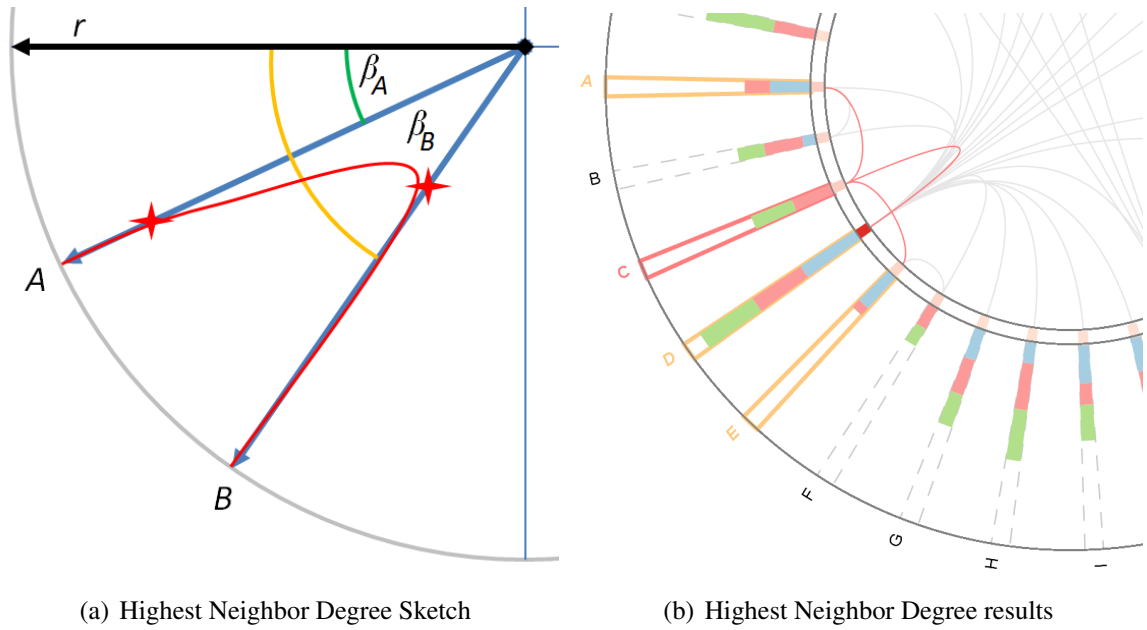 r
β_A
β_B
A
B
A
B
C
D
E
F
G
H
I
(a) Highest Neighbor Degree Sketch
(b) Highest Neighbor Degree results